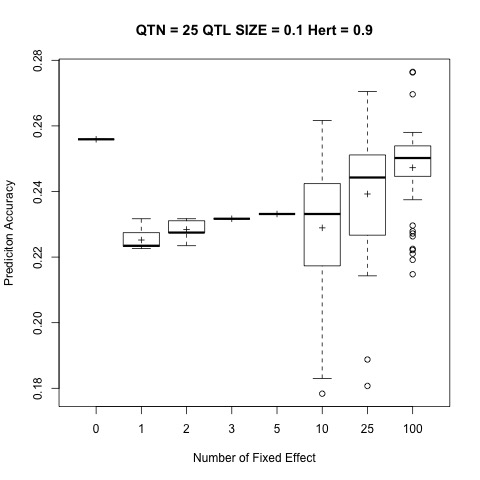 QTN = 25 QTL SIZE = 0.1 Hert = 0.9
Prediciton Accuracy
0.28
0.26
0.24
0.22
0.20
0.18
0 1 2 3 5 10 25 100
Number of Fixed Effect